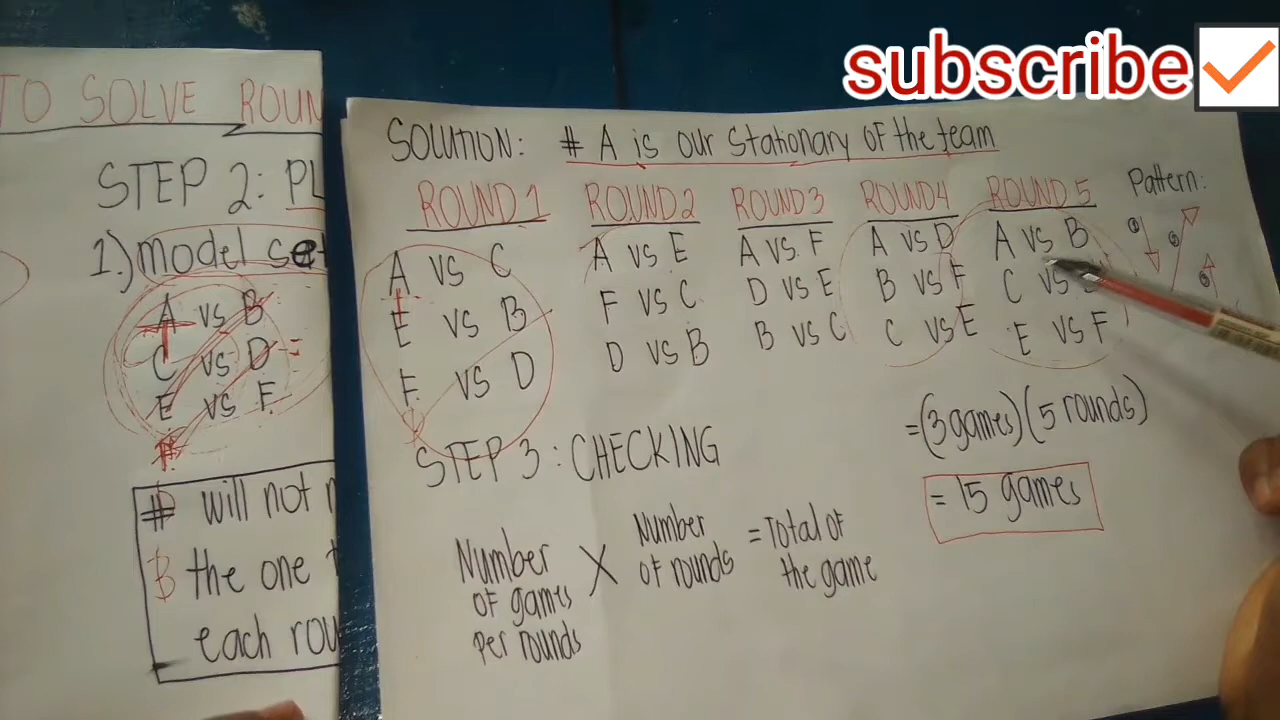 subscribe
TO SOLVE ROUN
STEP 2: PL
1.) model set
A vs B
C vs D
E vs F
# will not
the one
each rou
SOLUTION: # A is our Stationary OF the team
ROUND 1
A vs C
E vs B
F vs D
ROUND 2
A vs E
F vs C
D vs B
ROUND 3
A vs. F
D vs E
B vs C
ROUND 4
A vs D
B vs F
C vs E
ROUND 5
A vs B
C vs
E vs F
Pattern:
STEP 3: CHECKING
Number OF games Per rounds X Number OF rounds = Total OF the game
= (3 games) (5 rounds)
= 15 games